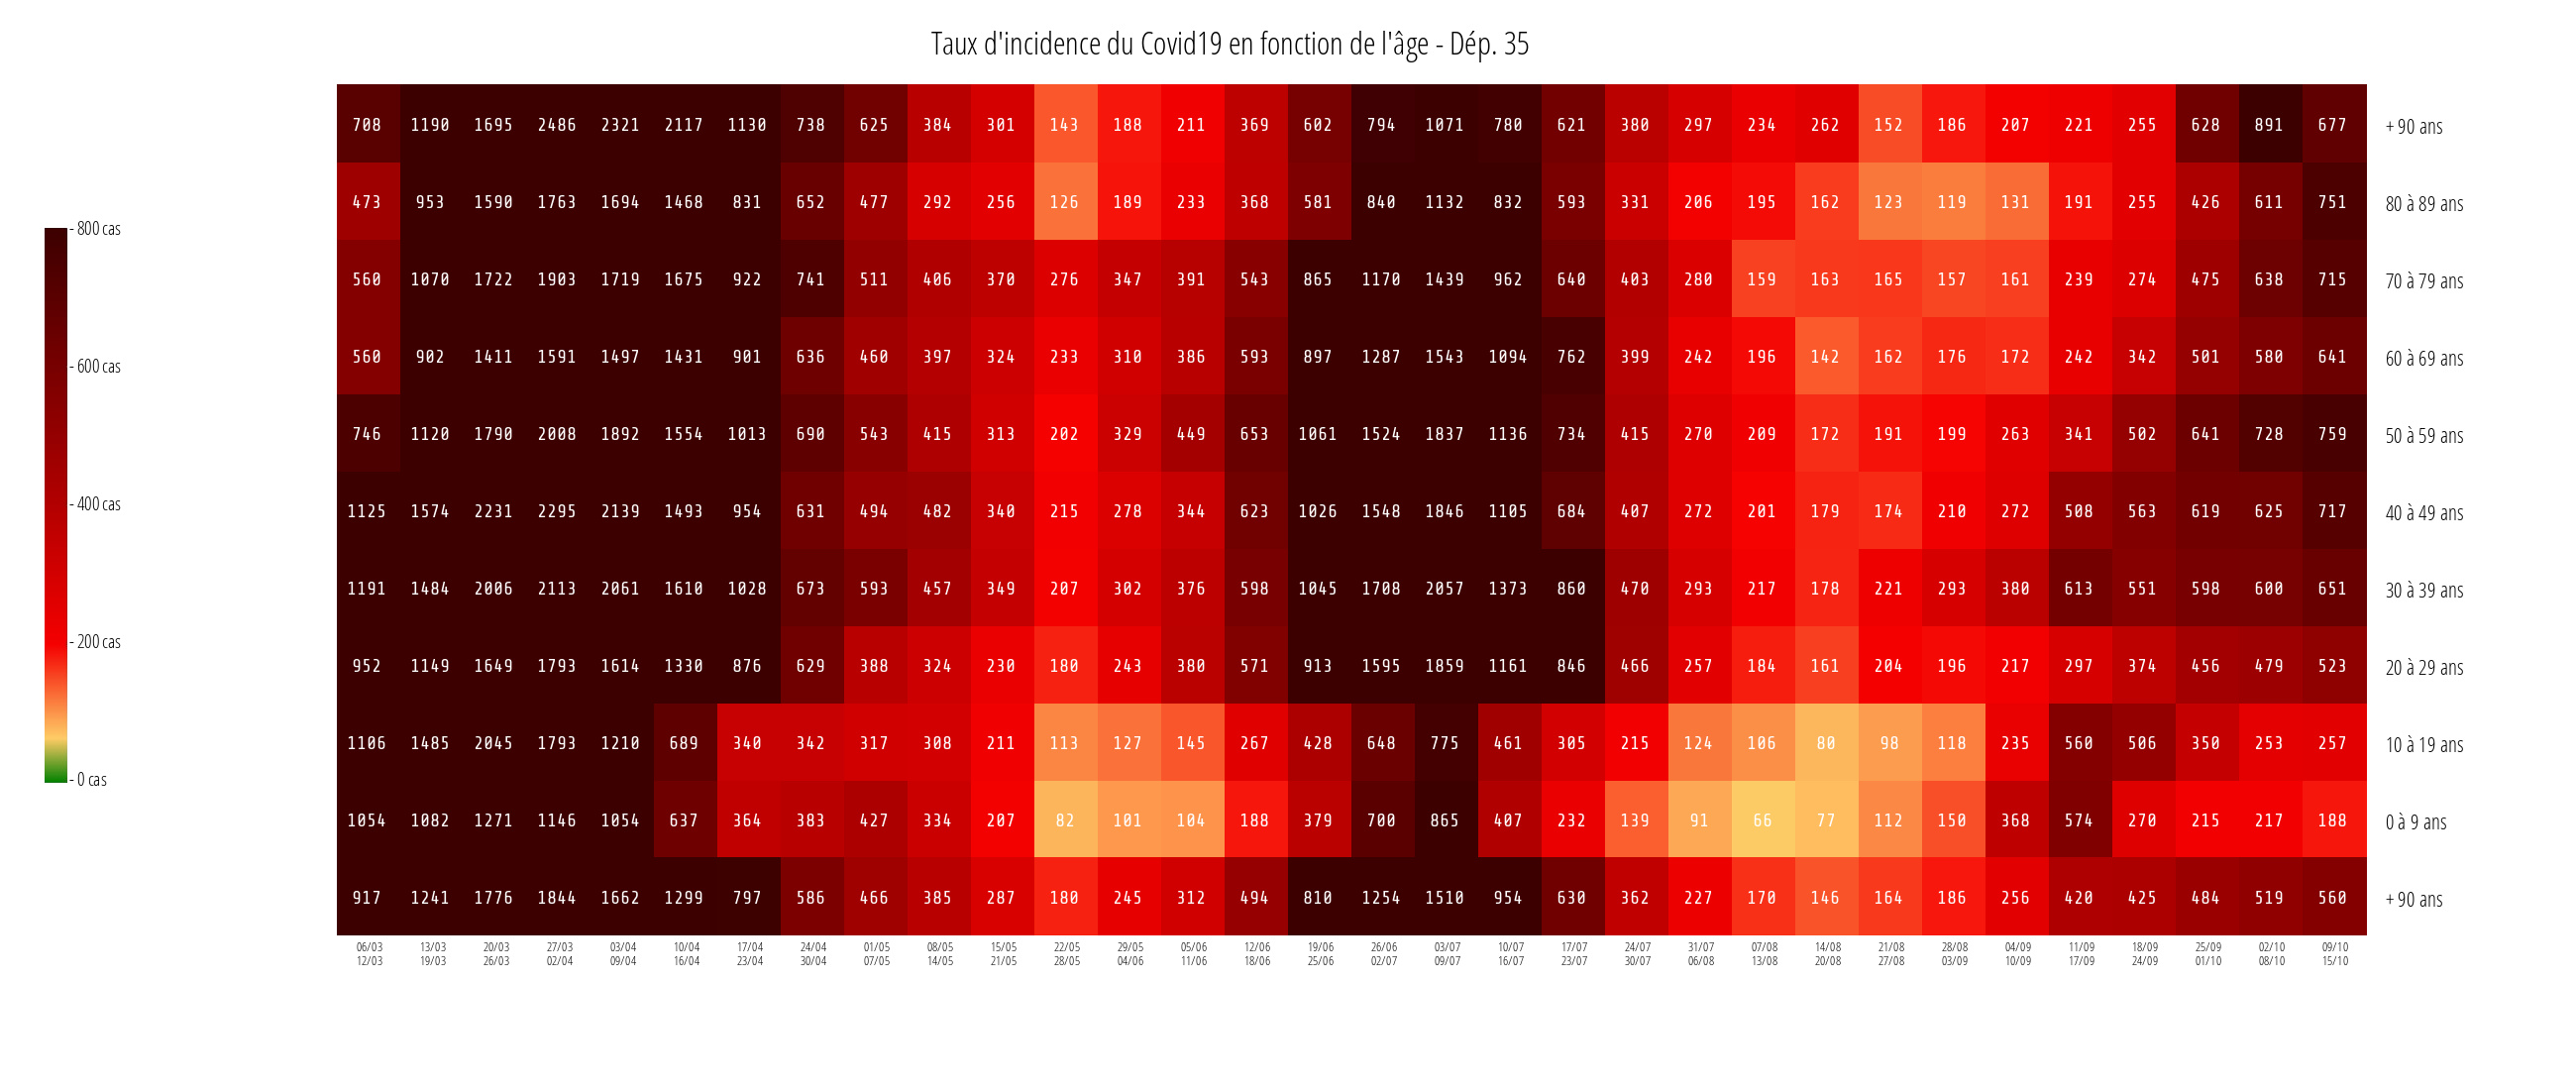 Taux d'incidence du Covid19 en fonction de l'âge - Dép. 35
- 800 cas
- 600 cas
- 400 cas
- 200 cas
- 0 cas
708 1190 1695 2486 2321 2117 1130 738 625 384 301 143 188 211 369 602 794 1071 780 621 380 297 234 262 152 186 207 221 255 628 891 677 + 90 ans
473 953 1590 1763 1694 1468 831 652 477 292 256 126 189 233 368 581 840 1132 832 593 331 206 195 162 123 119 131 191 255 426 611 751 80 à 89 ans
560 1070 1722 1903 1719 1675 922 741 511 406 370 276 347 391 543 865 1170 1439 962 640 403 280 159 163 165 157 161 239 274 475 638 715 70 à 79 ans
560 902 1411 1591 1497 1431 901 636 460 397 324 233 310 386 593 897 1287 1543 1094 762 399 242 196 142 162 176 172 242 342 501 580 641 60 à 69 ans
746 1120 1790 2008 1892 1554 1013 690 543 415 313 202 329 449 653 1061 1524 1837 1136 734 415 270 209 172 191 199 263 341 502 641 728 759 50 à 59 ans
1125 1574 2231 2295 2139 1493 954 631 494 482 340 215 278 344 623 1026 1548 1846 1105 684 407 272 201 179 174 210 272 508 563 619 625 717 40 à 49 ans
1191 1484 2006 2113 2061 1610 1028 673 593 457 349 207 302 376 598 1045 1708 2057 1373 860 470 293 217 178 221 293 380 613 551 598 600 651 30 à 39 ans
952 1149 1649 1793 1614 1330 876 629 388 324 230 180 243 380 571 913 1595 1859 1161 846 466 257 184 161 204 196 217 297 374 456 479 523 20 à 29 ans
1106 1485 2045 1793 1210 689 340 342 317 308 211 113 127 145 267 428 648 775 461 305 215 124 106 80 98 118 235 560 506 350 253 257 10 à 19 ans
1054 1082 1271 1146 1054 637 364 383 427 334 207 82 101 104 188 379 700 865 407 232 139 91 66 77 112 150 368 574 270 215 217 188 0 à 9 ans
917 1241 1776 1844 1662 1299 797 586 466 385 287 180 245 312 494 810 1254 1510 954 630 362 227 170 146 164 186 256 420 425 484 519 560 + 90 ans
06/03 13/03 20/03 27/03 03/04 10/04 17/04 24/04 01/05 08/05 15/05 22/05 29/05 05/06 12/06 19/06 26/06 03/07 10/07 17/07 24/07 31/07 07/08 14/08 21/08 28/08 04/09 11/09 18/09 25/09 02/10 09/10
12/03 19/03 26/03 02/04 09/04 16/04 23/04 30/04 07/05 14/05 21/05 28/05 04/06 11/06 18/06 25/06 02/07 09/07 16/07 23/07 30/07 06/08 13/08 20/08 27/08 03/09 10/09 17/09 24/09 01/10 08/10 15/10